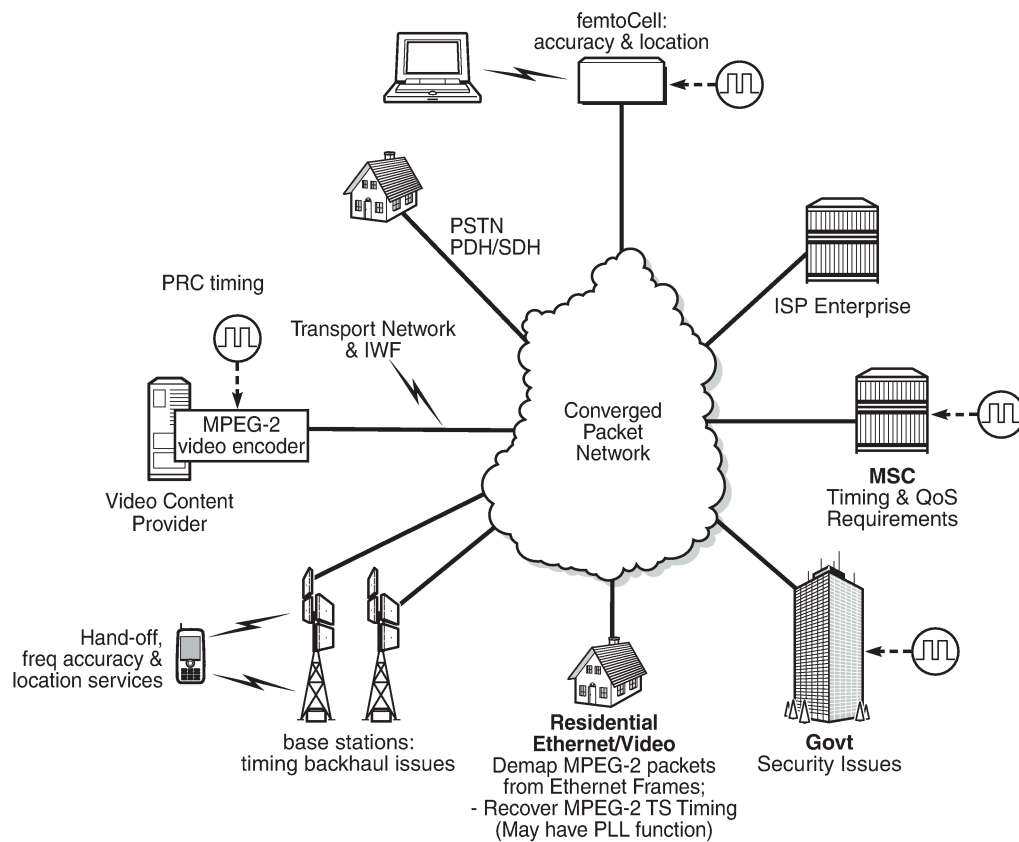 femtoCell:
accuracy & location
PSTN
PDH/SDH
PRC timing
ISP Enterprise
Transport Network
& IWF
MPEG-2
video encoder
Converged
Packet
Network
Video Content
Provider
MSC
Timing & QoS
Requirements
Hand-off,
freq accuracy &
location services
base stations:
timing backhaul issues
Residential
Ethernet/Video
Demap MPEG-2 packets
from Ethernet Frames;
- Recover MPEG-2 TS Timing
(May have PLL function)
Govt
Security Issues